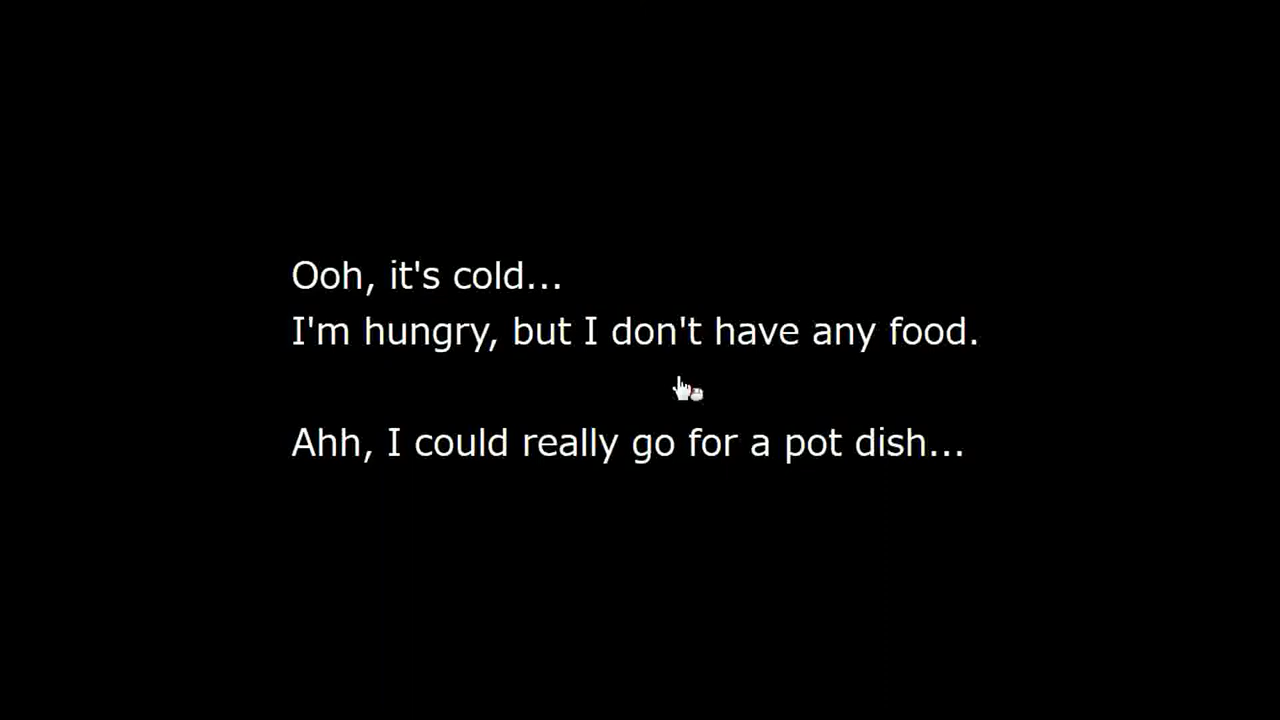 Ooh, it's cold...
I'm hungry, but I don't have any food.
Ahh, I could really go for a pot dish...